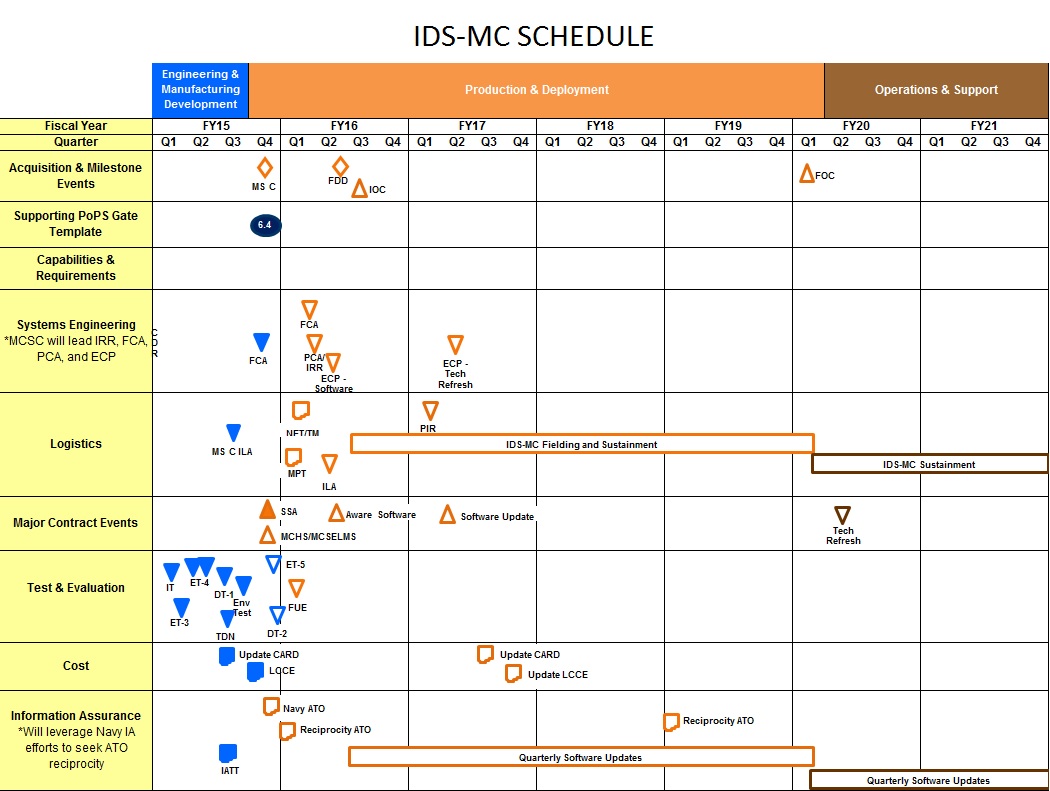 IDS-MC SCHEDULE
Engineering &
Manufacturing
Development
Production & Deployment
Operations & Support
Fiscal Year
FY15
FY16
FY17
FY18
FY19
FY20
FY21
Quarter
Q1 Q2 Q3 Q4 Q1 Q2 Q3 Q4 Q1 Q2 Q3 Q4 Q1 Q2 Q3 Q4 Q1 Q2 Q3 Q4 Q1 Q2 Q3 Q4 Q1 Q2 Q3 Q4
Acquisition & Milestone
Events
MS C
FDD
IOC
FOC
Supporting PoPS Gate
Template
6.4
Capabilities &
Requirements
Systems Engineering
*MCSC will lead IRR, FCA,
PCA, and ECP
C
D
R
FCA
FCA
PCA/
IRR
ECP -
Software
ECP -
Tech
Refresh
Logistics
MS C ILA
NET/TM
MPT
ILA
PIR
IDS-MC Fielding and Sustainment
IDS-MC Sustainment
Major Contract Events
SSA
MCHS/MCSELMS
Aware Software
Software Update
Tech
Refresh
Test & Evaluation
IT
ET-4
DT-1
Env
Test
ET-3
TDN
ET-5
FUE
DT-2
Cost
Update CARD
LCCE
Update CARD
Update LCCE
Information Assurance
*Will leverage Navy IA
efforts to seek ATO
reciprocity
Navy ATO
Reciprocity ATO
IATT
Reciprocity ATO
Quarterly Software Updates
Quarterly Software Updates